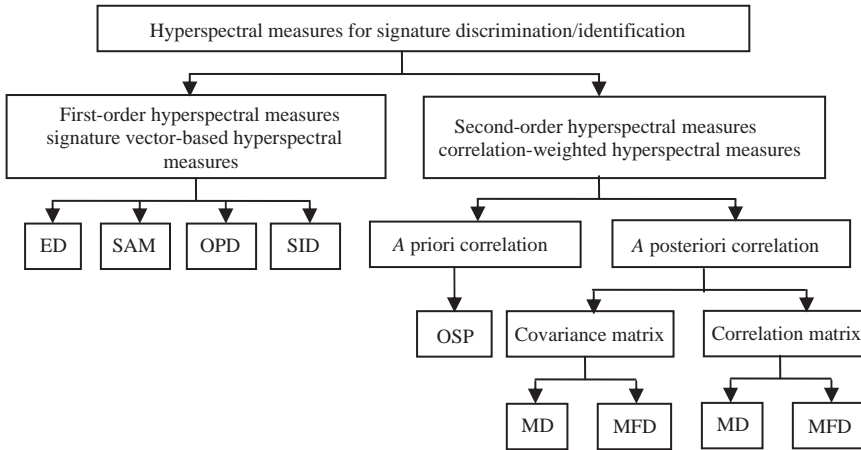 Hyperspectral measures for signature discrimination/identification
First-order hyperspectral measures
signature vector-based hyperspectral
measures
Second-order hyperspectral measures
correlation-weighted hyperspectral measures
ED
SAM
OPD
SID
A priori correlation
A posteriori correlation
OSP
Covariance matrix
Correlation matrix
MD
MFD
MD
MFD